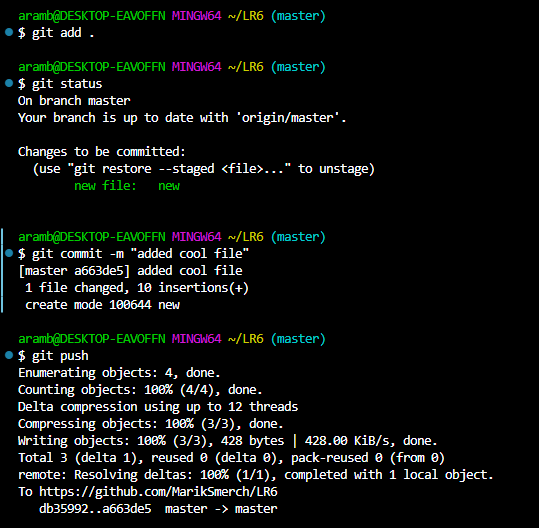 aramb@DESKTOP-EAVOFFN MINGW64 ~/LR6 (master)
$ git add .
aramb@DESKTOP-EAVOFFN MINGW64 ~/LR6 (master)
$ git status
On branch master
Your branch is up to date with 'origin/master'.
Changes to be committed:
  (use "git restore --staged <file>..." to unstage)
        new file:   new
aramb@DESKTOP-EAVOFFN MINGW64 ~/LR6 (master)
$ git commit -m "added cool file"
[master a663de5] added cool file
 1 file changed, 10 insertions(+)
 create mode 100644 new
aramb@DESKTOP-EAVOFFN MINGW64 ~/LR6 (master)
$ git push
Enumerating objects: 4, done.
Counting objects: 100% (4/4), done.
Delta compression using up to 12 threads
Compressing objects: 100% (3/3), done.
Writing objects: 100% (3/3), 428 bytes | 428.00 KiB/s, done.
Total 3 (delta 1), reused 0 (delta 0), pack-reused 0 (from 0)
remote: Resolving deltas: 100% (1/1), completed with 1 local object.
To https://github.com/MarikSmerch/LR6
   db35992..a663de5  master -> master